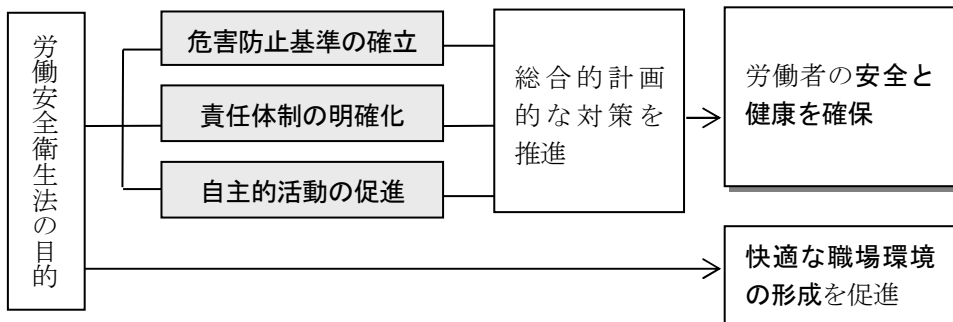 労働安全衛生法の目的
危害防止基準の確立
責任体制の明確化
自主的活動の促進
総合的計画
的な対策を
推進
労働者の安全と
健康を確保
快適な職場環境
の形成を促進